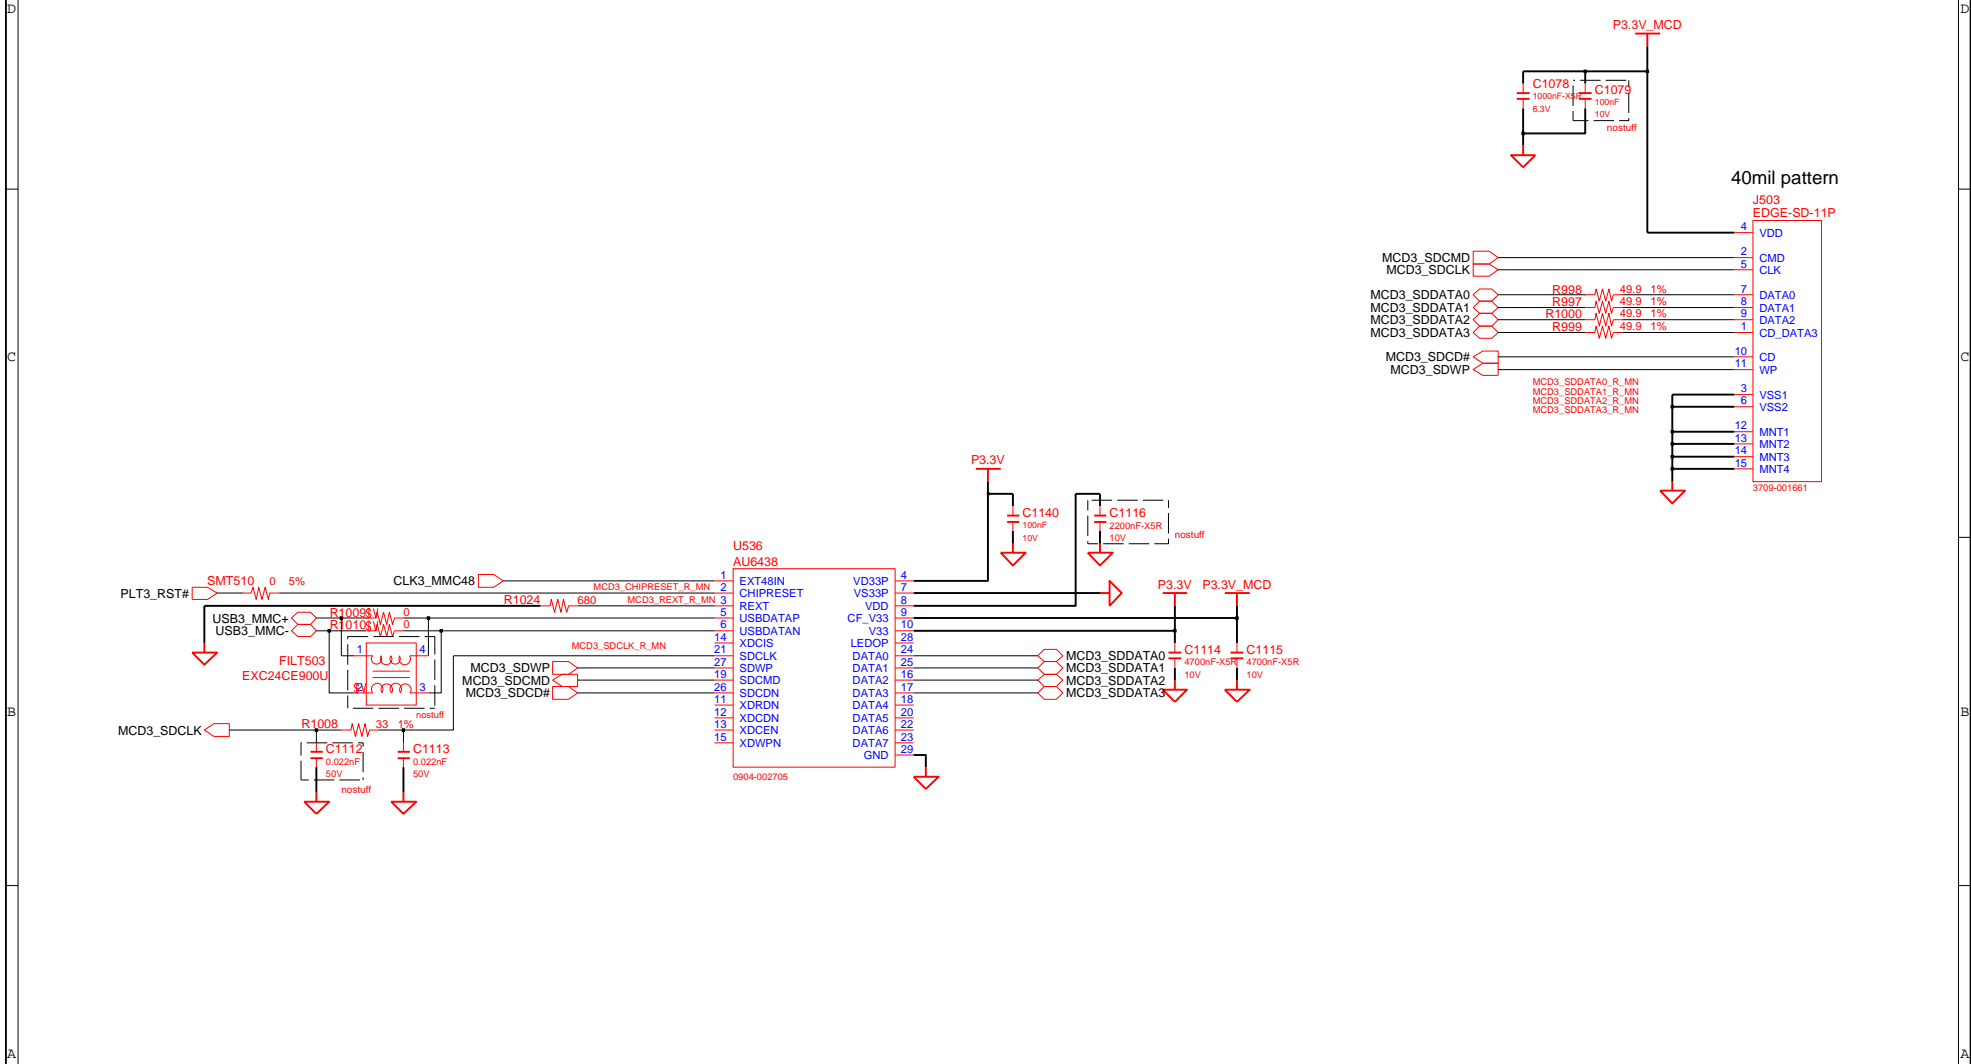 D
D
P3.3V_MCD
C1078
1000nF-X5R
6.3V
C1079
100nF
10V
nostuff
40mil pattern
J503
EDGE-SD-11P
4 VDD
MCD3_SDCMD 2 CMD
MCD3_SDCLK 5 CLK
MCD3_SDDATA0 R998 49.9 1% 7 DATA0
MCD3_SDDATA1 R997 49.9 1% 8 DATA1
MCD3_SDDATA2 R1000 49.9 1% 9 DATA2
MCD3_SDDATA3 R999 49.9 1% 1 CD_DATA3
C
C
MCD3_SDCD# 10 CD
MCD3_SDWP 11 WP
MCD3_SDDATA0_R_MN
MCD3_SDDATA1_R_MN
MCD3_SDDATA2_R_MN
MCD3_SDDATA3_R_MN
3 VSS1
6 VSS2
12 MNT1
13 MNT2
14 MNT3
15 MNT4
3709-001661
P3.3V
C1140
100nF
10V
C1116
2200nF-X5R
10V
nostuff
U536
AU6438
PLT3_RST# SMT510 0 5%
CLK3_MMC48
MCD3_CHIPRESET_R_MN
R1024 680 MCD3_REXT_R_MN
USB3_MMC+ R1009 0
USB3_MMC- R1010 0
MCD3_SDCLK_R_MN
1 4
2 3
FILT503
EXC24CE900U
nostuff
MCD3_SDWP
MCD3_SDCMD
MCD3_SDCD#
MCD3_SDCLK R1008 33 1%
C1112
0.022nF
50V
nostuff
C1113
0.022nF
50V
1 EXT48IN VD33P 4
2 CHIPRESET VS33P 7
3 REXT VDD 8
5 USBDATAP CF_V33 9
6 USBDATAN V33 10
14 XDCIS LEDOP 28
21 SDCLK DATA0 24
27 SDWP DATA1 25
19 SDCMD DATA2 16
26 SDCDN DATA3 17
11 XDRDN DATA4 18
12 XDCDN DATA5 20
13 XDCEN DATA6 22
15 XDWPN DATA7 23
GND 29
0904-002705
P3.3V P3.3V_MCD
MCD3_SDDATA0
MCD3_SDDATA1
MCD3_SDDATA2
MCD3_SDDATA3
C1114
4700nF-X5R
10V
C1115
4700nF-X5R
10V
B
B
A
A